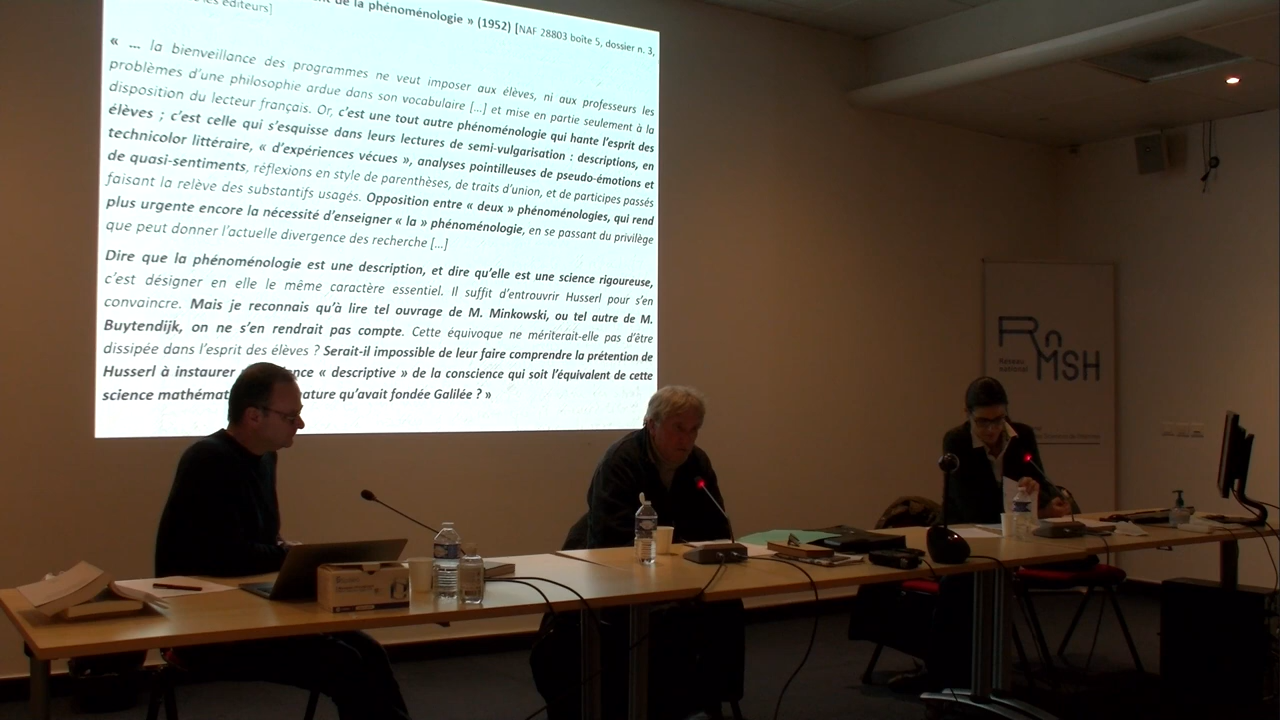 de la phénoménologie » (1952) [NAF 28803 boîte 5, dossier n. 3,
les éditeurs]
« ... la bienveillance des programmes ne veut imposer aux élèves, ni aux professeurs les
problèmes d'une philosophie ardue dans son vocabulaire [...] et mise en partie seulement à la
disposition du lecteur français. Or, c'est une tout autre phénoménologie qui hante l'esprit des
élèves ; c'est celle qui s'esquisse dans leurs lectures de semi-vulgarisation : descriptions, en
technicolor littéraire, « d'expériences vécues », analyses pointilleuses de pseudo-émotions et
de quasi-sentiments, réflexions en style de parenthèses, de traits d'union, et de participes passés
faisant la relève des substantifs usagés. Opposition entre « deux » phénoménologies, qui rend
plus urgente encore la nécessité d'enseigner « la » phénoménologie, en se passant du privilège
que peut donner l'actuelle divergence des recherche [...]
Dire que la phénoménologie est une description, et dire qu'elle est une science rigoureuse,
c'est désigner en elle le même caractère essentiel. Il suffit d'entrouvrir Husserl pour s'en
convaincre. Mais je reconnais qu'à lire tel ouvrage de M. Minkowski, ou tel autre de M.
Buytendijk, on ne s'en rendrait pas compte. Cette équivoque ne mériterait-elle pas d'être
dissipée dans l'esprit des élèves ? Serait-il impossible de leur faire comprendre la prétention de
Husserl à instaurer « descriptive » de la conscience qui soit l'équivalent de cette
science qu'avait fondée Galilée ? »
RnMSH
Réseau
national